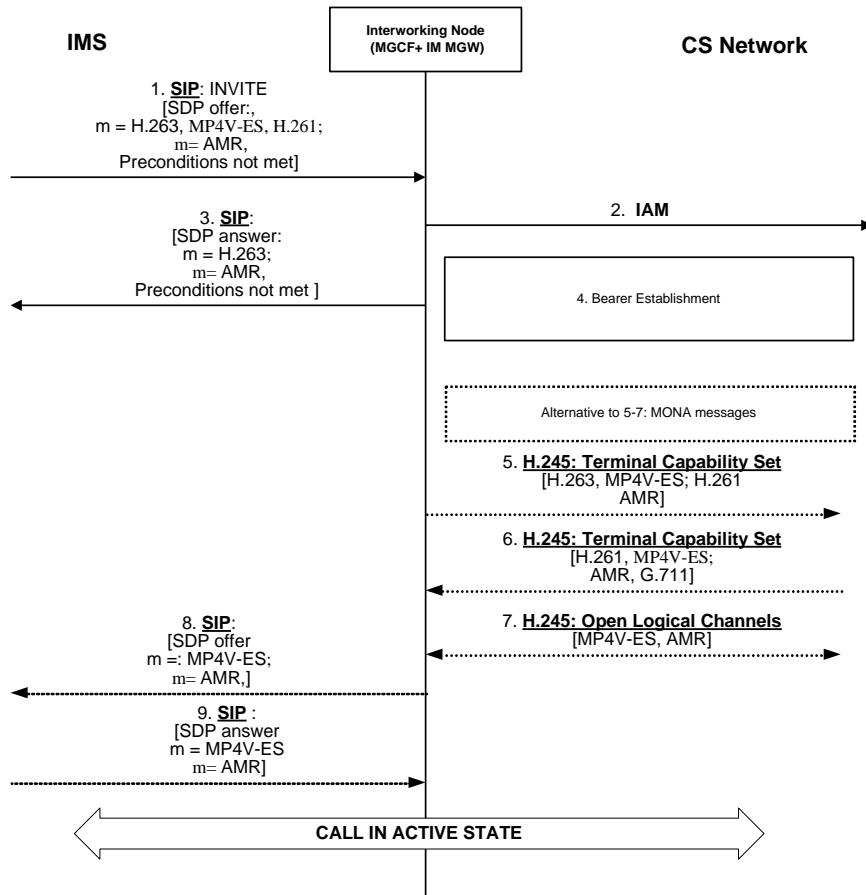 IMS
Interworking Node
(MGCF+ IM MGW)
CS Network
1. SIP: INVITE
[SDP offer:,
m = H.263, MP4V-ES, H.261;
m= AMR,
Preconditions not met]
2. IAM
3. SIP:
[SDP answer:
m = H.263;
m= AMR,
Preconditions not met ]
4. Bearer Establishment
Alternative to 5-7: MONA messages
5. H.245: Terminal Capability Set
[H.263, MP4V-ES; H.261
AMR]
6. H.245: Terminal Capability Set
[H.261, MP4V-ES;
AMR, G.711]
7. H.245: Open Logical Channels
[MP4V-ES, AMR]
8. SIP:
[SDP offer
m =: MP4V-ES;
m= AMR,]
9. SIP :
[SDP answer
m = MP4V-ES
m= AMR]
CALL IN ACTIVE STATE